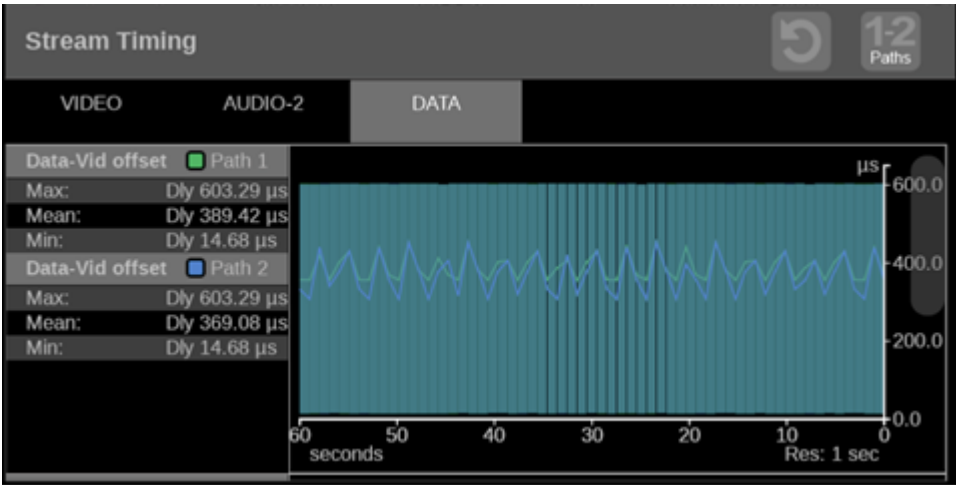 Stream Timing
1-2
Paths
VIDEO AUDIO-2 DATA
Data-Vid offset Path 1
Max: Dly 603.29 µs
Mean: Dly 389.42 µs
Min: Dly 14.68 µs
Data-Vid offset Path 2
Max: Dly 603.29 µs
Mean: Dly 369.08 µs
Min: Dly 14.68 µs
µs
600.0
400.0
200.0
0.0
60 50 40 30 20 10 0
seconds Res: 1 sec